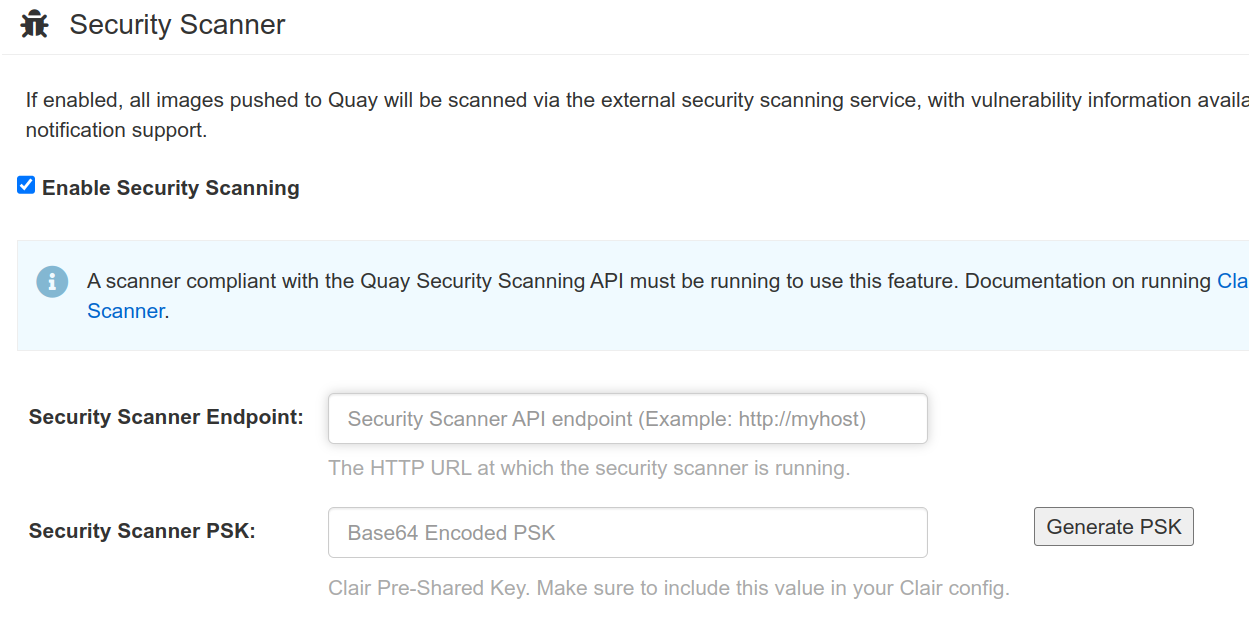 Security Scanner
If enabled, all images pushed to Quay will be scanned via the external security scanning service, with vulnerability information
notification support.
Enable Security Scanning
A scanner compliant with the Quay Security Scanning API must be running to use this feature. Documentation on running
Scanner.
Security Scanner Endpoint:
Security Scanner API endpoint (Example: http://myhost)
The HTTP URL at which the security scanner is running.
Security Scanner PSK:
Base64 Encoded PSK
Generate PSK
Clair Pre-Shared Key. Make sure to include this value in your Clair config.